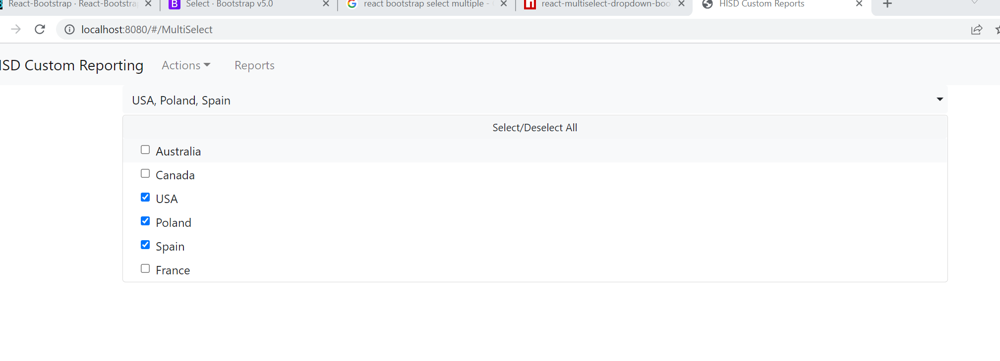 React-Bootstrap · React-Bootstrap
Select · Bootstrap v5.0
react bootstrap select multiple -
react-multiselect-dropdown-boo
HISD Custom Reports
localhost:8080/#/MultiSelect
ISD Custom Reporting
Actions
Reports
USA, Poland, Spain
Select/Deselect All
Australia
Canada
USA
Poland
Spain
France